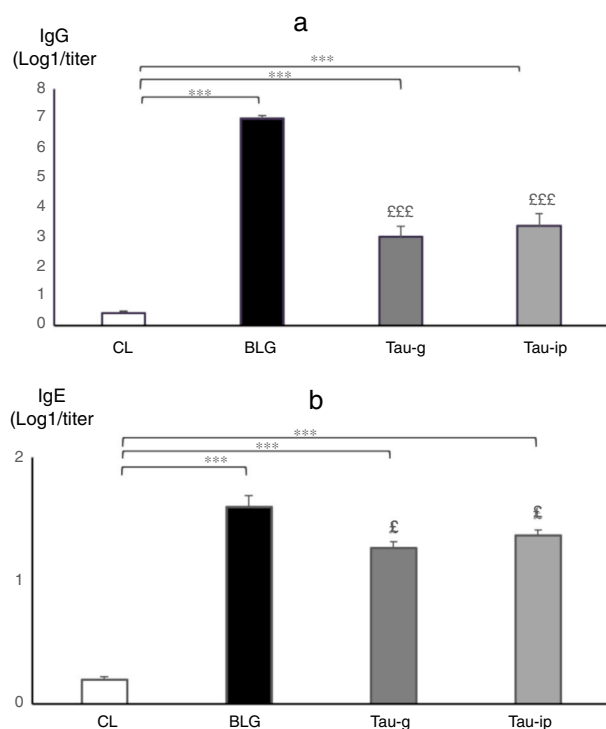 a
IgG
(Log1/titer
***
***
***
8
7
6
5
4
3
2
1
0
£££
£££
CL BLG Tau-g Tau-ip
b
IgE
(Log1/titer
***
***
***
2
1
0
£
£
CL BLG Tau-g Tau-ip